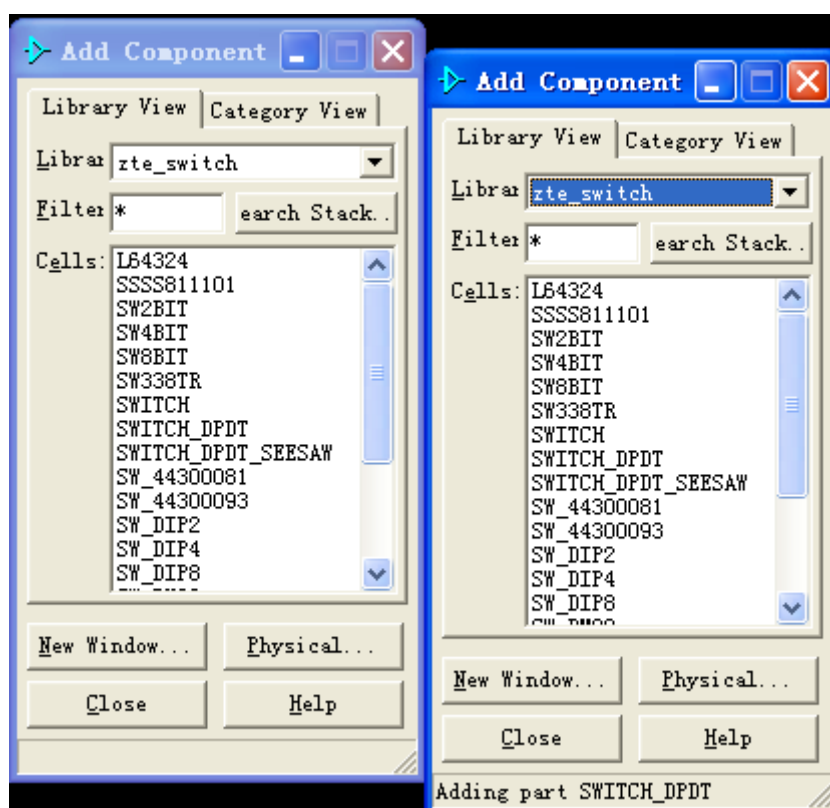 Add Component
Library View
Category View
Librar
zte_switch
Filter
*
earch Stack..
Cells:
L64324
SSSS811101
SW2BIT
SW4BIT
SW8BIT
SW338TR
SWITCH
SWITCH_DPDT
SWITCH_DPDT_SEESAW
SW_44300081
SW_44300093
SW_DIP2
SW_DIP4
SW_DIP8
New Window...
Physical...
Close
Help
Add Component
Library View
Category View
Librar
zte_switch
Filter
*
earch Stack..
Cells:
L64324
SSSS811101
SW2BIT
SW4BIT
SW8BIT
SW338TR
SWITCH
SWITCH_DPDT
SWITCH_DPDT_SEESAW
SW_44300081
SW_44300093
SW_DIP2
SW_DIP4
SW_DIP8
New Window...
Physical...
Close
Help
Adding part SWITCH_DPDT